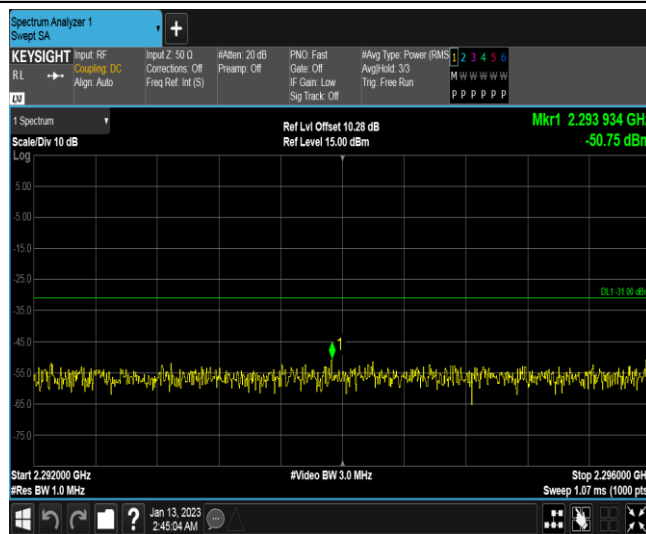 Spectrum Analyzer 1
Swept SA
+
KEYSIGHT
RL
LXI
Input: RF
Coupling: DC
Align: Auto
Input Z: 50 Ω
Corrections: Off
Freq Ref: Int (S)
#Atten: 20 dB
Preamp: Off
PNO: Fast
Gate: Off
IF Gain: Low
Sig Track: Off
#Avg Type: Power (RMS
Avg|Hold: 3/3
Trig: Free Run
1 2 3 4 5 6
M W W W W W
P P P P P P
1 Spectrum
Scale/Div 10 dB
Ref Lvl Offset 10.28 dB
Ref Level 15.00 dBm
Mkr1 2.293 934 GHz
-50.75 dBm
Log
5.00
-5.00
-15.0
-25.0
DL1 -31.00 dBm
-35.0
-45.0
1
-55.0
-65.0
-75.0
Start 2.292000 GHz
#Res BW 1.0 MHz
#Video BW 3.0 MHz
Stop 2.296000 GHz
Sweep 1.07 ms (1000 pts
?
Jan 13, 2023
2:45:04 AM